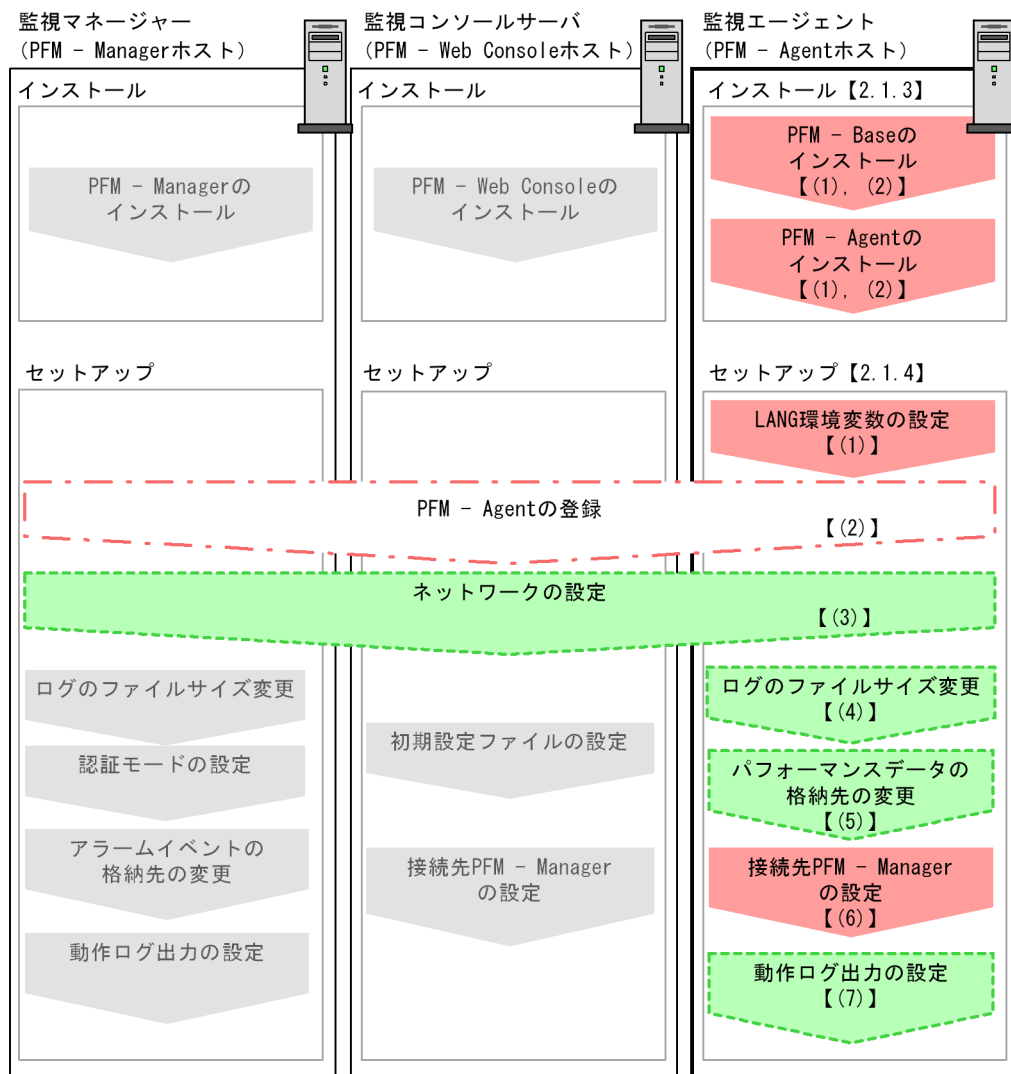 監視マネージャー
(PFM - Managerホスト)
インストール
PFM - Managerの
インストール
セットアップ
監視コンソールサーバ
(PFM - Web Consoleホスト)
インストール
PFM - Web Consoleの
インストール
セットアップ
監視エージェント
(PFM - Agentホスト)
インストール【2.1.3】
PFM - Baseの
インストール
【(1), (2)】
PFM - Agentの
インストール
【(1), (2)】
セットアップ【2.1.4】
LANG環境変数の設定
【(1)】
PFM - Agentの登録
【(2)】
ネットワークの設定
【(3)】
ログのファイルサイズ変更
認証モードの設定
アラームイベントの
格納先の変更
動作ログ出力の設定
初期設定ファイルの設定
接続先PFM - Manager
の設定
ログのファイルサイズ変更
【(4)】
パフォーマンスデータの
格納先の変更
【(5)】
接続先PFM - Manager
の設定
【(6)】
動作ログ出力の設定
【(7)】